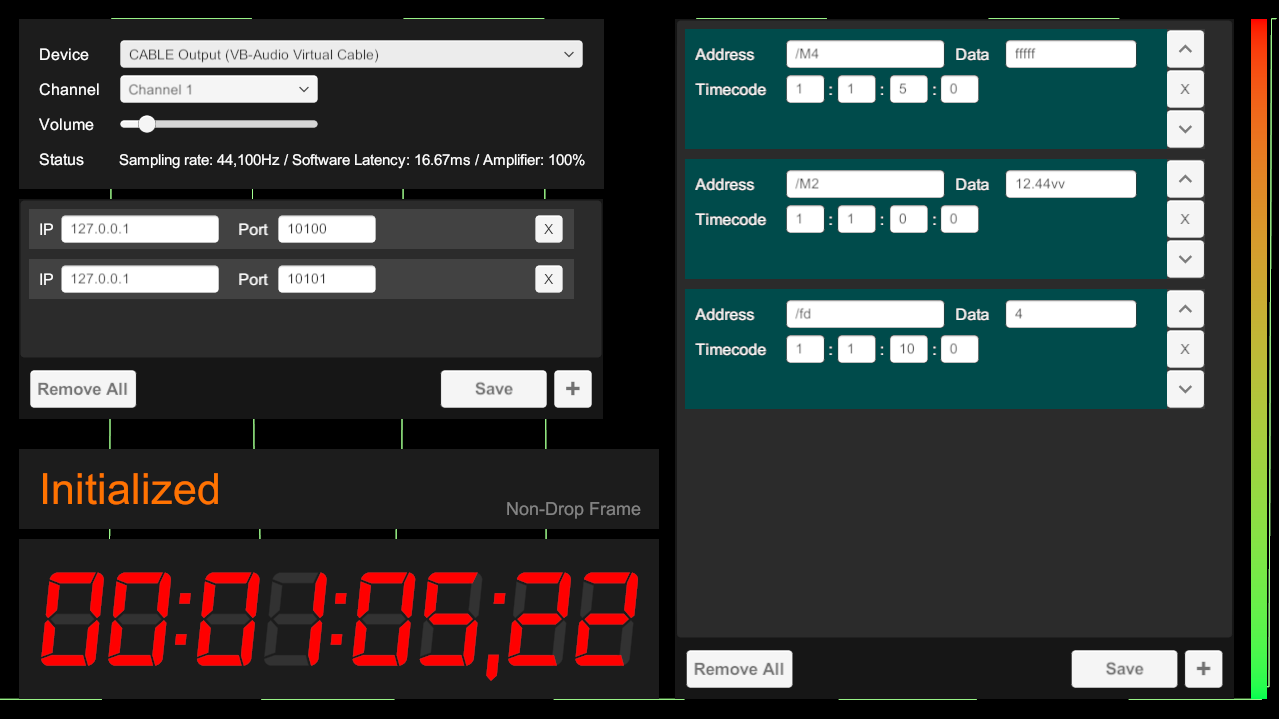 Device CABLE Output (VB-Audio Virtual Cable)
Channel Channel 1
Volume
Status Sampling rate: 44,100Hz / Software Latency: 16.67ms / Amplifier: 100%
IP 127.0.0.1 Port 10100 X
IP 127.0.0.1 Port 10101 X
Remove All Save +
Initialized
Non-Drop Frame
00:01:05;22
Address /M4 Data fffff
Timecode 1 : 1 : 5 : 0 X
Address /M2 Data 12.44vv
Timecode 1 : 1 : 0 : 0 X
Address /fd Data 4
Timecode 1 : 1 : 10 : 0 X
Remove All Save +